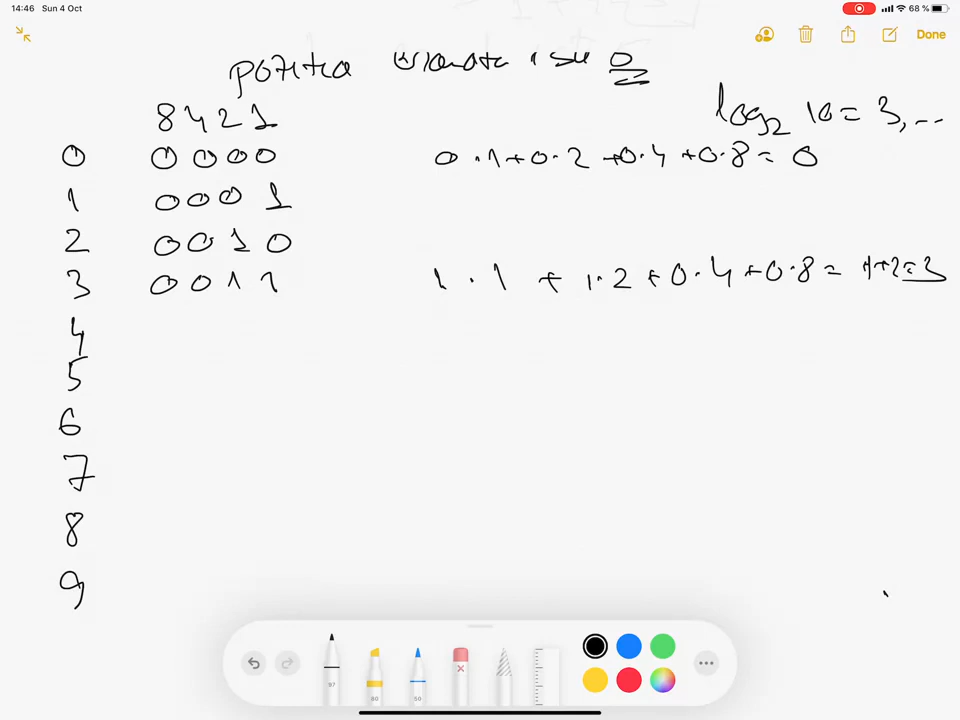 14:46 Sun 4 Oct 68 %
Done
0
8 4 2 1
log₂ 10 = 3,...
0 0 0 0 0 0·1+0·2+0·4+0·8=0
1 0 0 0 1
2 0 0 1 0
3 0 0 1 1 1·1 + 1·2+0·4+0·8= 1+2=3
4
5
6
7
8
9
97 80 50